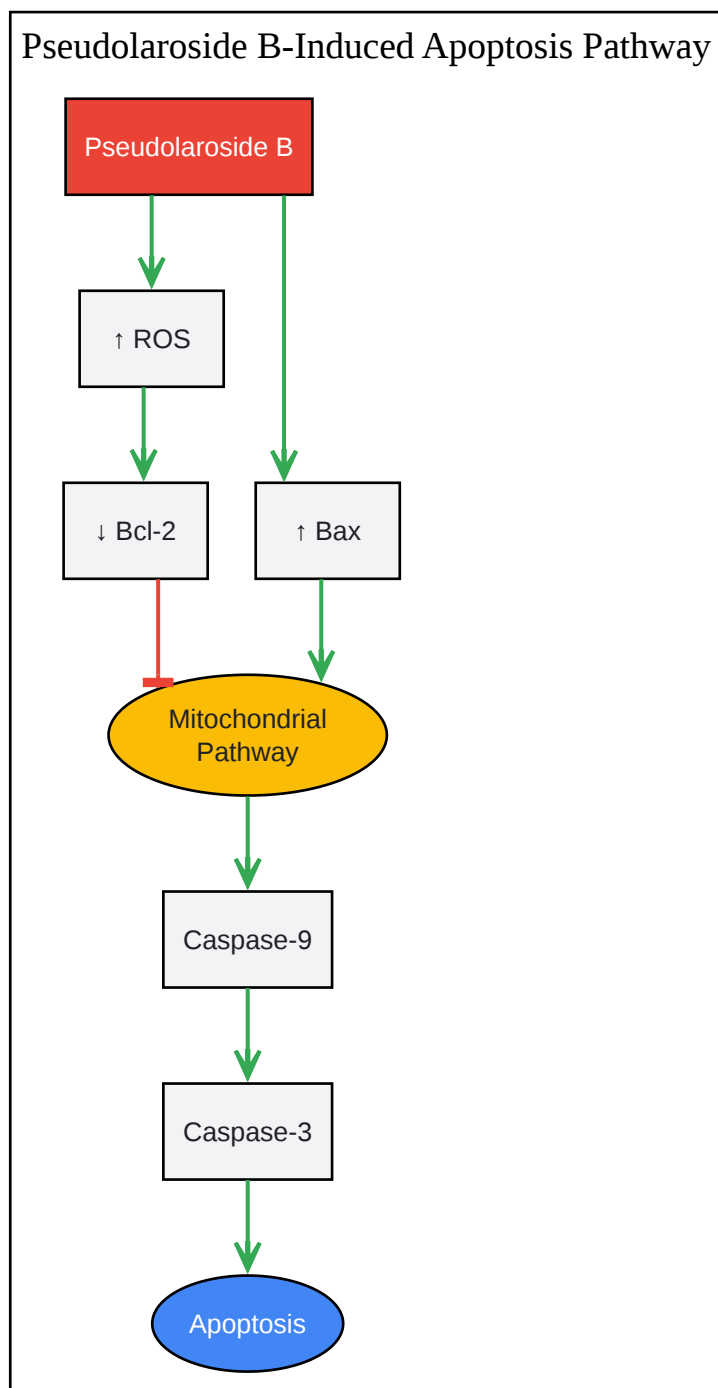 Pseudolaroside B-Induced Apoptosis Pathway
Pseudolaroside B
↑ ROS
↓ Bcl-2
↑ Bax
Mitochondrial
Pathway
Caspase-9
Caspase-3
Apoptosis